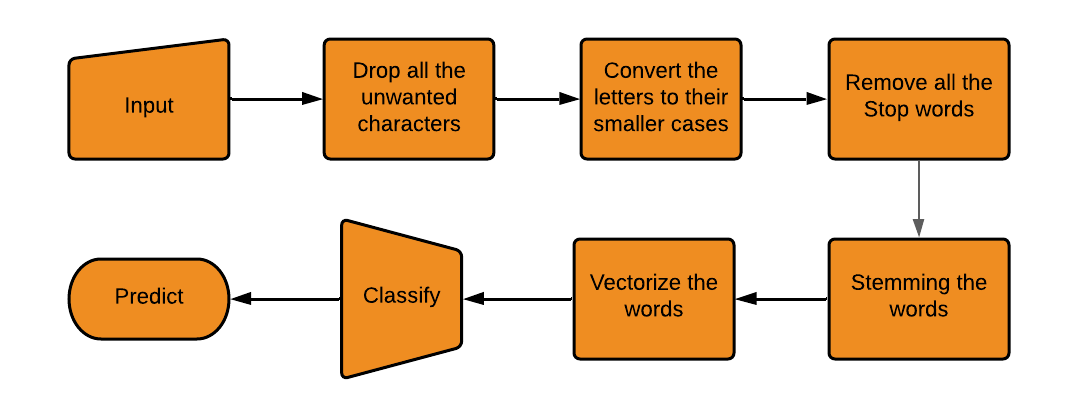 Input
Drop all the
unwanted
characters
Convert the
letters to their
smaller cases
Remove all the
Stop words
Stemming the
words
Vectorize the
words
Classify
Predict